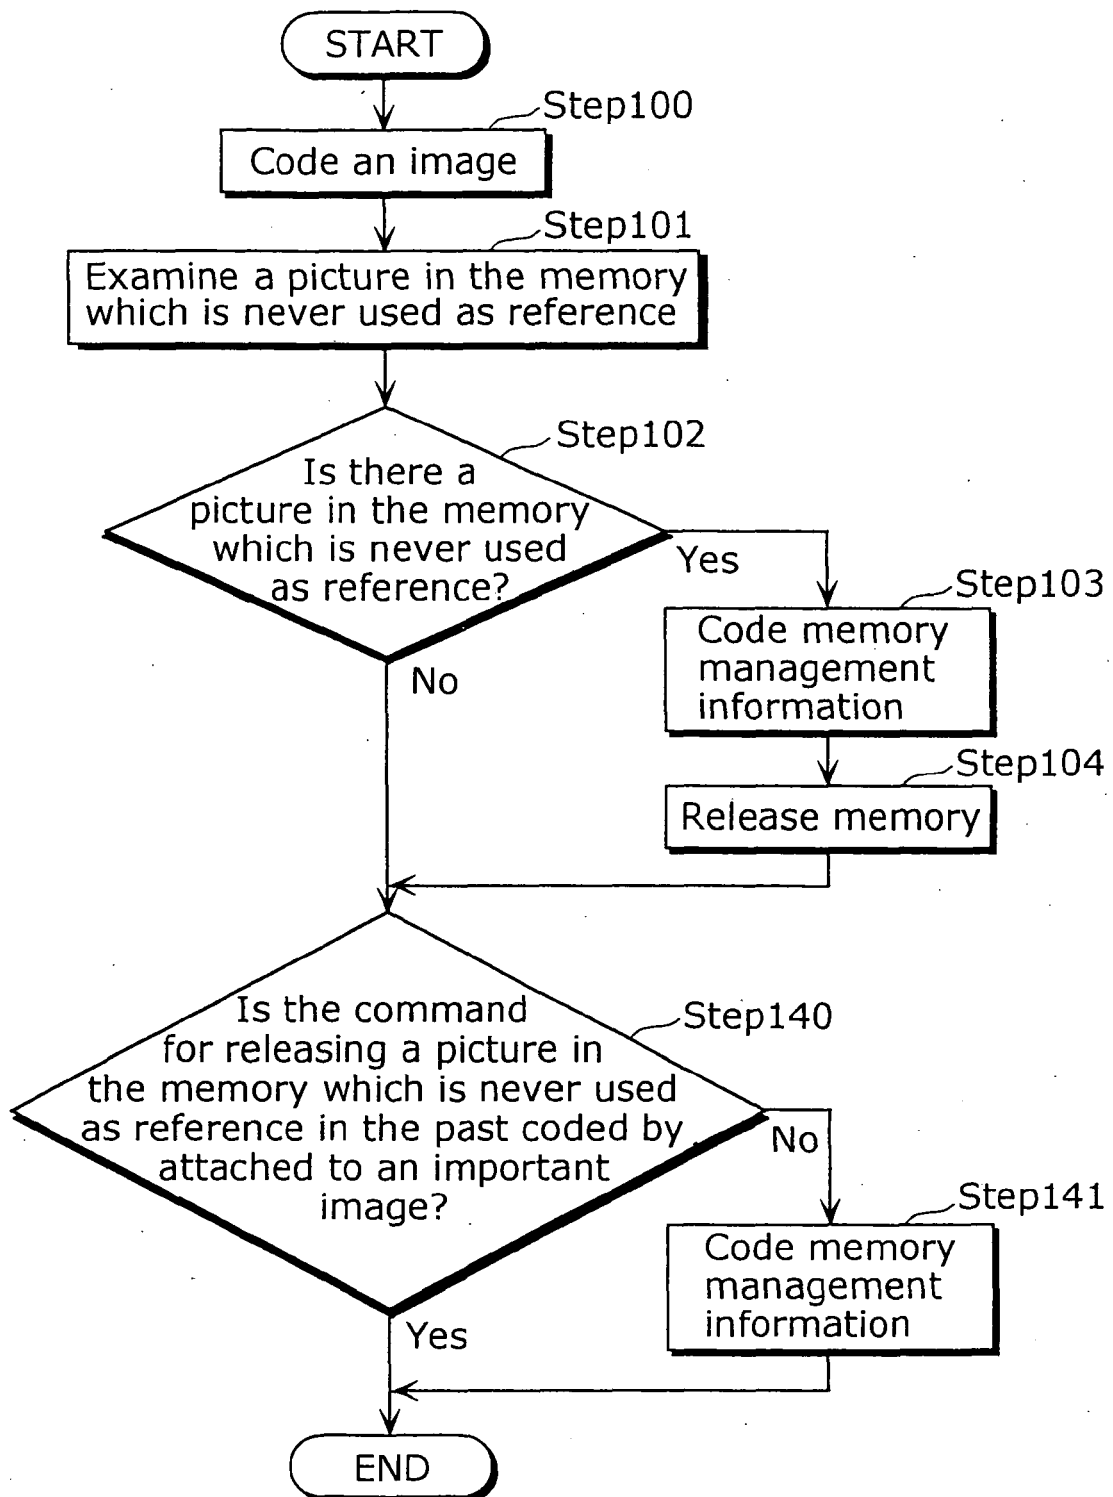 START
Step100
Code an image
Step101
Examine a picture in the memory
which is never used as reference
Step102
Is there a
picture in the memory
which is never used
as reference?
Yes
No
Step103
Code memory
management
information
Step104
Release memory
Step140
Is the command
for releasing a picture in
the memory which is never used
as reference in the past coded by
attached to an important
image?
No
Yes
Step141
Code memory
management
information
END